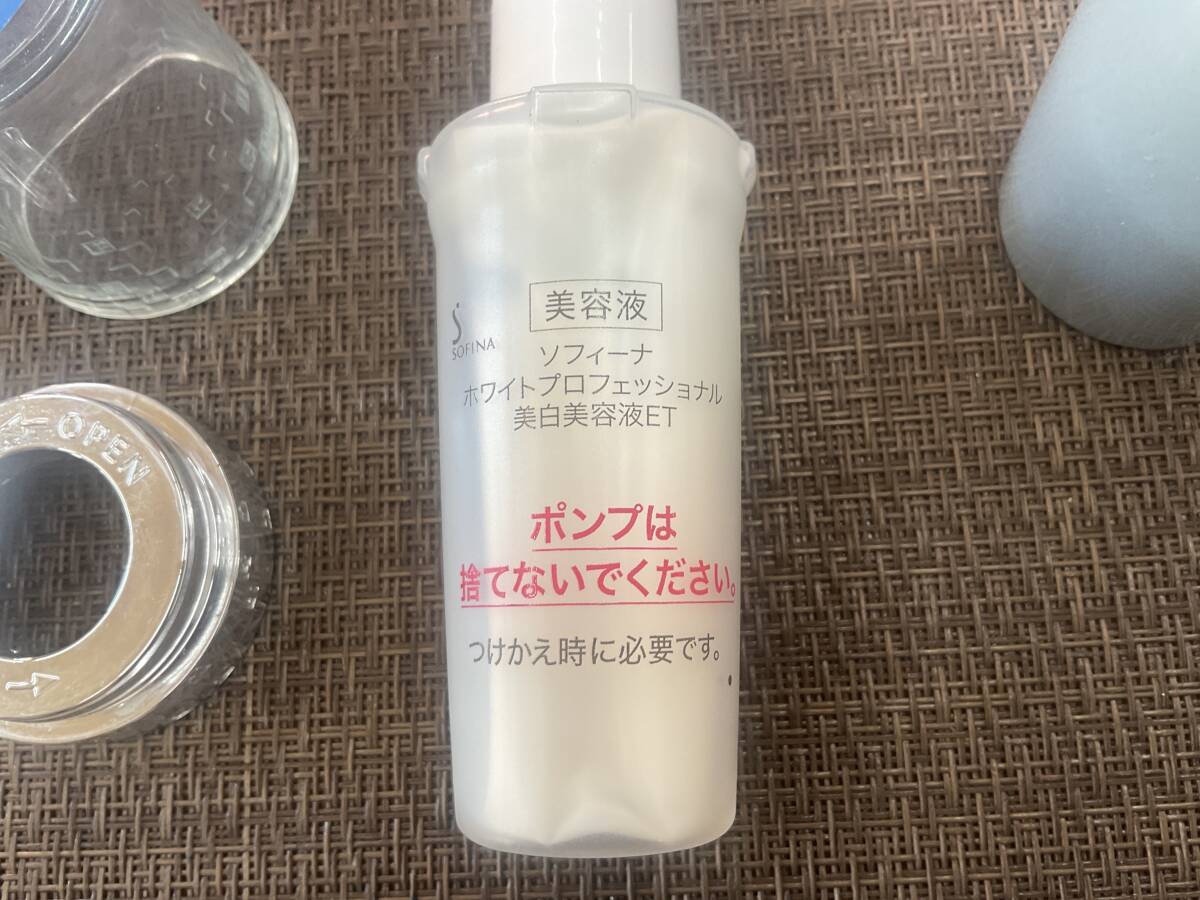 OPEN
美容液
SOFINA
ソフィーナ
ホワイトプロフェッショナル
美白美容液ET
ポンプは
捨てないでください。
つけかえ時に必要です。